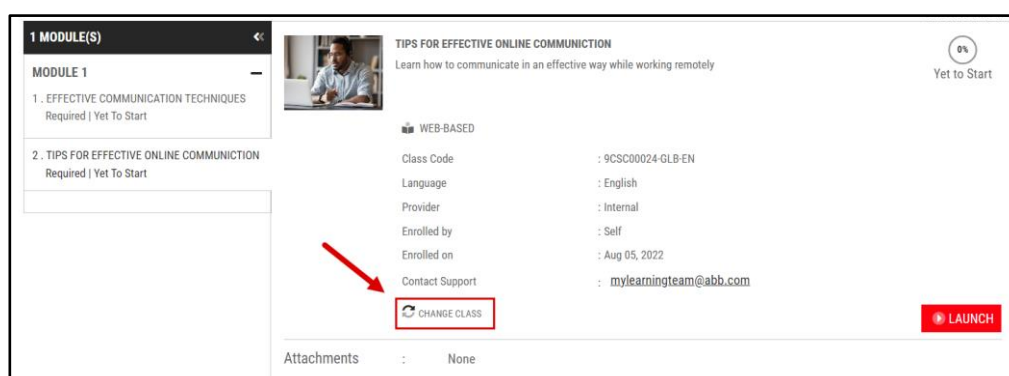 1 MODULE(S)
MODULE 1
1 . EFFECTIVE COMMUNICATION TECHNIQUES
Required | Yet To Start
2 . TIPS FOR EFFECTIVE ONLINE COMMUNICTION
Required | Yet To Start
TIPS FOR EFFECTIVE ONLINE COMMUNICTION
Learn how to communicate in an effective way while working remotely
0%
Yet to Start
WEB-BASED
Class Code : 9CSC00024-GLB-EN
Language : English
Provider : Internal
Enrolled by : Self
Enrolled on : Aug 05, 2022
Contact Support : mylearningteam@abb.com
CHANGE CLASS
LAUNCH
Attachments : None